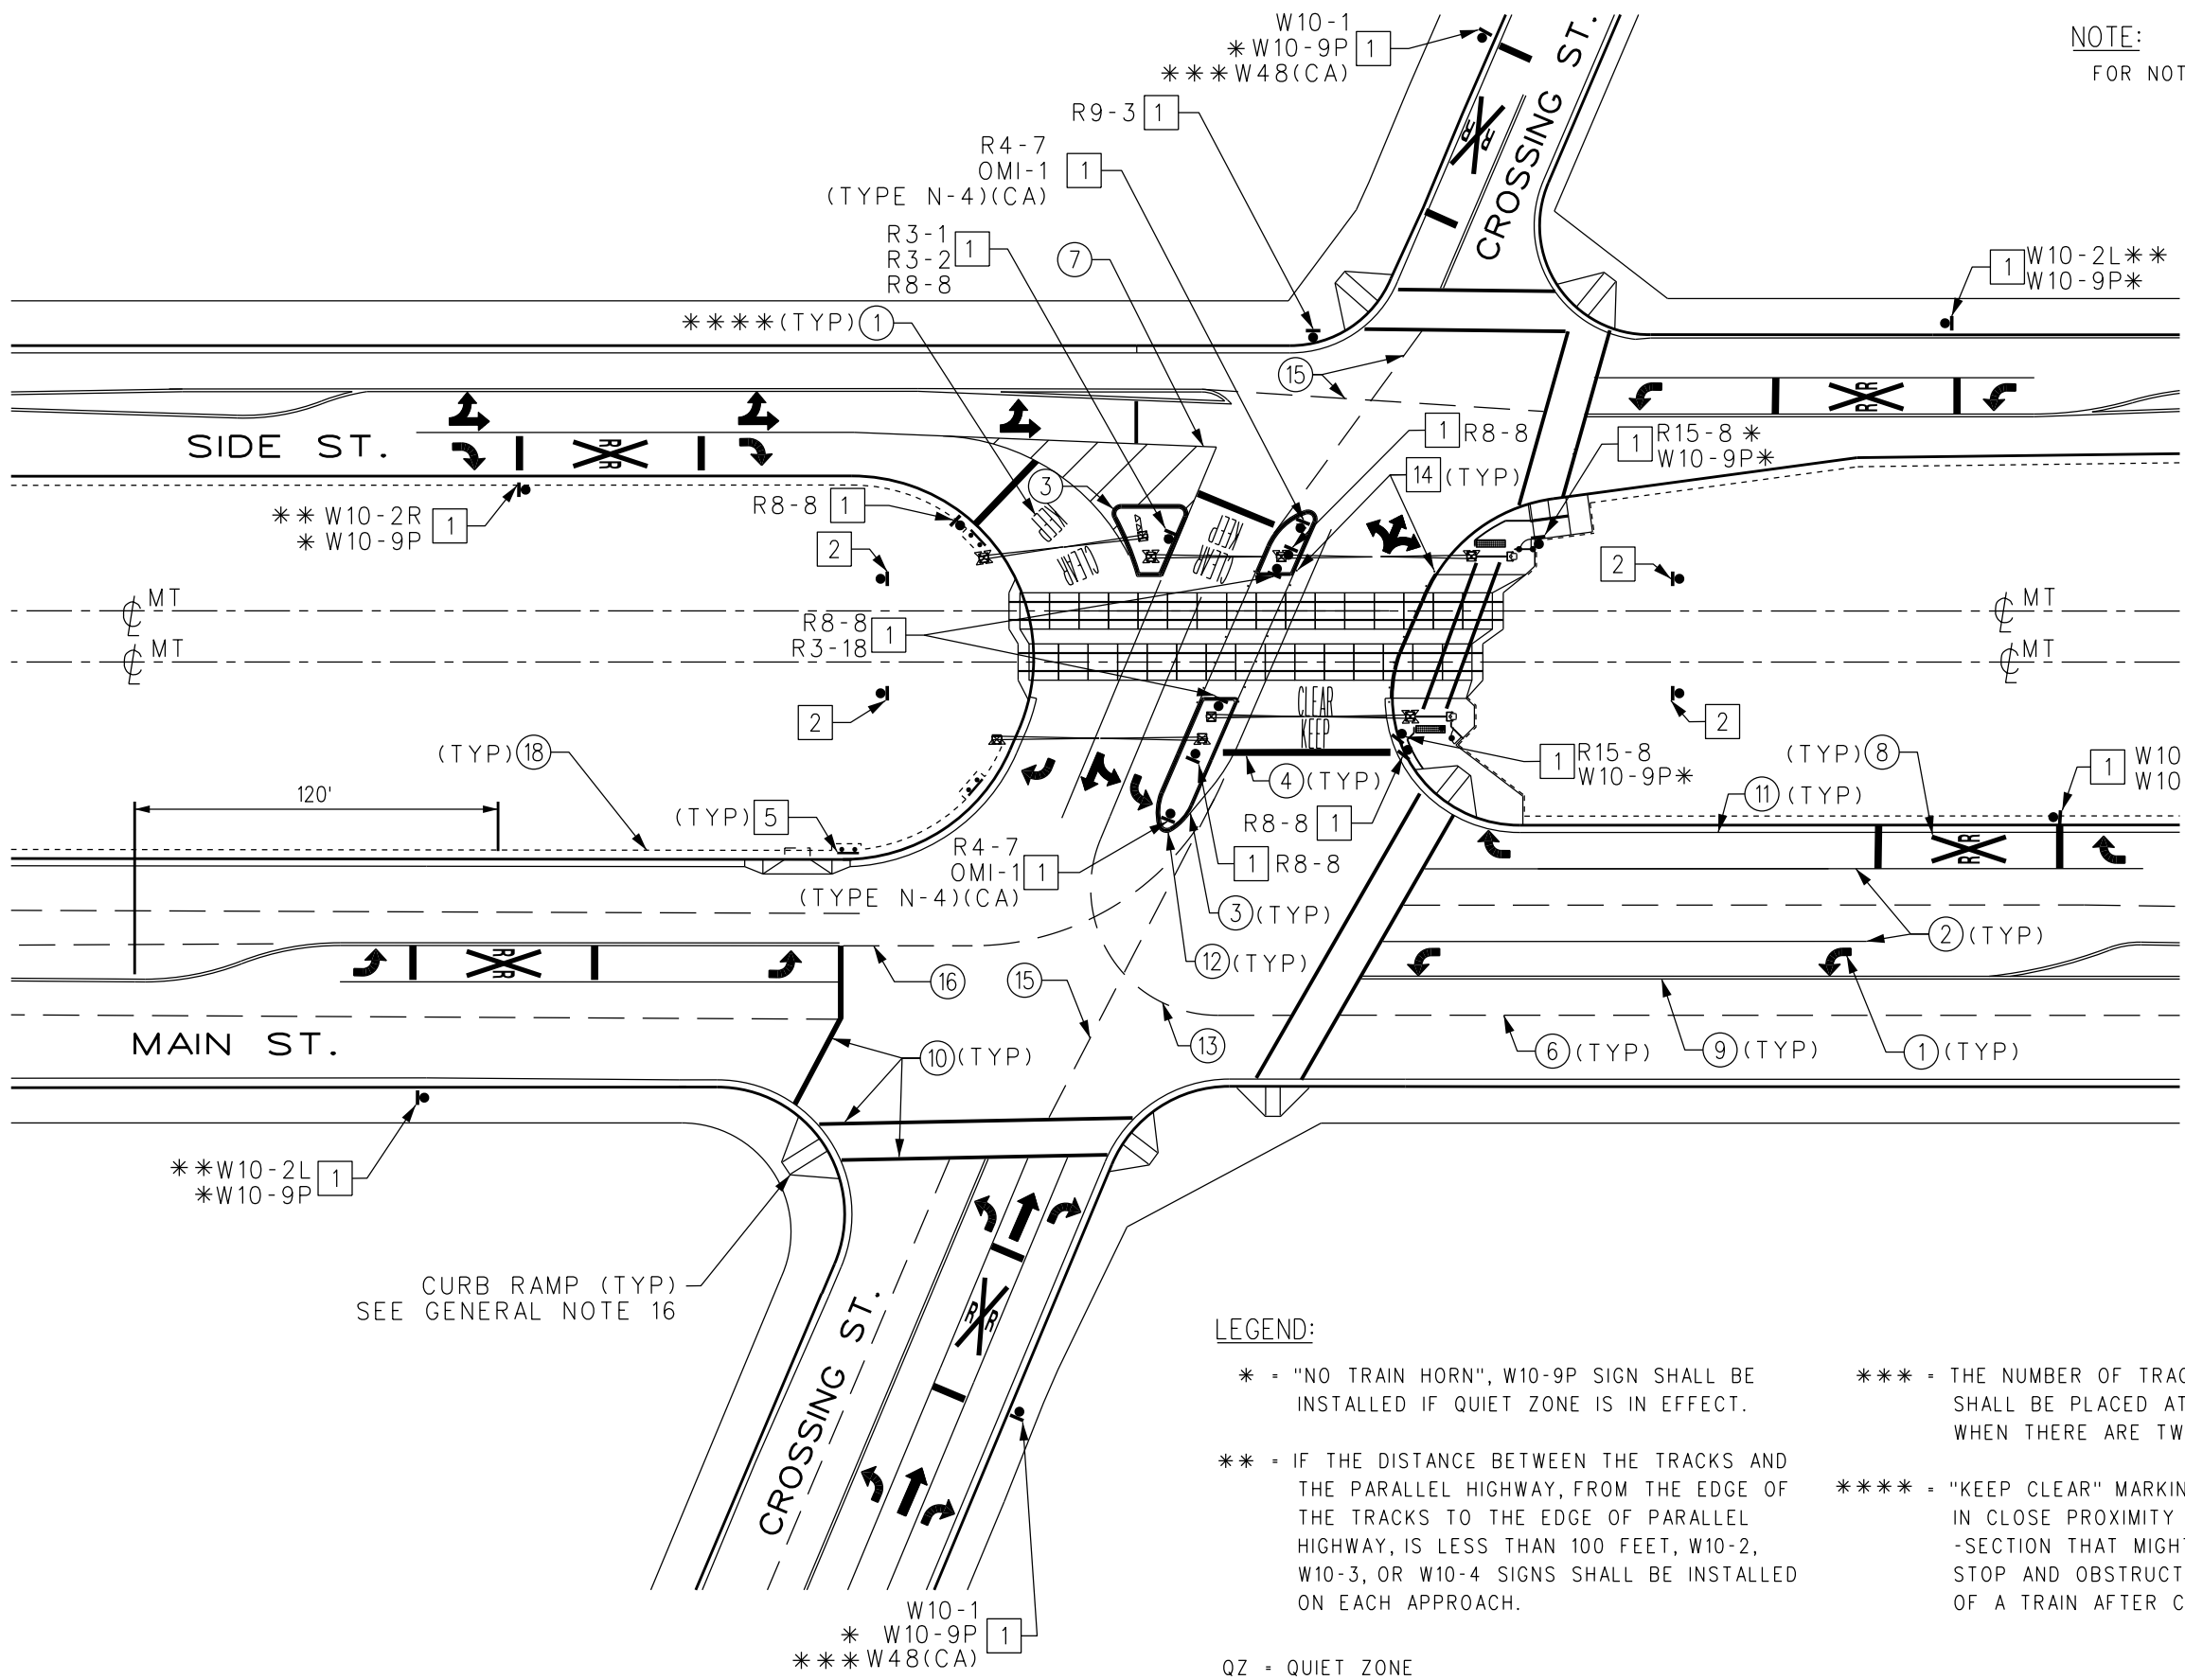 W10-1
*W10-9P 1
***W48(CA)
NOTE:
FOR NOT
R9-3 1
CROSSING ST.
R
R
R4-7
OMI-1 1
(TYPE N-4)(CA)
R3-1
R3-2 1
R8-8
7
1 W10-2L**
W10-9P*
****(TYP) 1
15
SIDE ST.
R
R
R
R
1 R8-8
1 R15-8 *
W10-9P*
14 (TYP)
3
R8-8 1
** W10-2R 1
* W10-9P
KEEP
CLEAR
KEEP
CLEAR
2
2
℄ MT
℄ MT
R8-8 1
R3-18
℄ MT
℄ MT
2
2
CLEAR
KEEP
(TYP) 18
1 R15-8
W10-9P*
4 (TYP)
(TYP) 8
1 W10
W10
120'
11 (TYP)
(TYP) 5
R8-8 1
R4-7
OMI-1 1
(TYPE N-4)(CA)
1 R8-8
R
R
3 (TYP)
2 (TYP)
12 (TYP)
R
R
16
15
MAIN ST.
13
10 (TYP)
6 (TYP)
9 (TYP)
1 (TYP)
**W10-2L 1
*W10-9P
CURB RAMP (TYP)
SEE GENERAL NOTE 16
R
R
CROSSING ST.
LEGEND:
* = "NO TRAIN HORN", W10-9P SIGN SHALL BE
INSTALLED IF QUIET ZONE IS IN EFFECT.
** = IF THE DISTANCE BETWEEN THE TRACKS AND
THE PARALLEL HIGHWAY, FROM THE EDGE OF
THE TRACKS TO THE EDGE OF PARALLEL
HIGHWAY, IS LESS THAN 100 FEET, W10-2,
W10-3, OR W10-4 SIGNS SHALL BE INSTALLED
ON EACH APPROACH.
*** = THE NUMBER OF TRAC
SHALL BE PLACED AT
WHEN THERE ARE TW
**** = "KEEP CLEAR" MARKIN
IN CLOSE PROXIMITY
-SECTION THAT MIGHT
STOP AND OBSTRUCT
OF A TRAIN AFTER C
W10-1
* W10-9P 1
***W48(CA)
QZ = QUIET ZONE